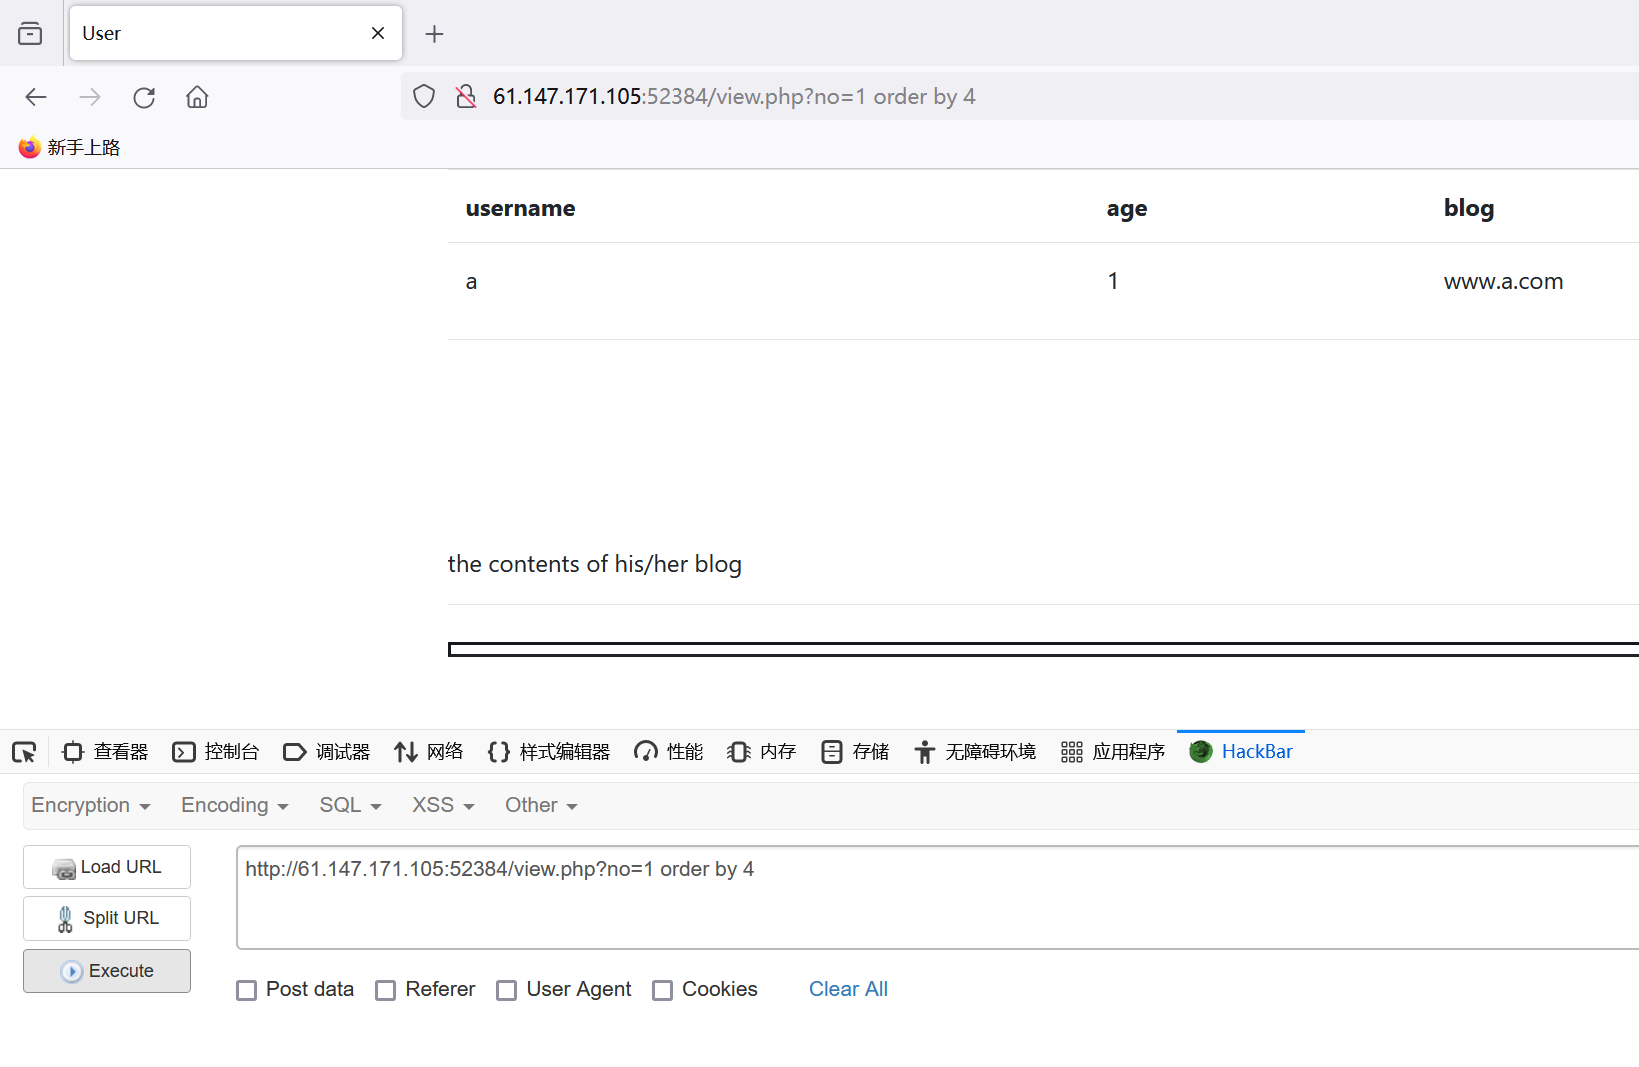 User
61.147.171.105:52384/view.php?no=1 order by 4
新手上路
username age blog
a 1 www.a.com
the contents of his/her blog
查看器 控制台 调试器 网络 样式编辑器 性能 内存 存储 无障碍环境 应用程序 HackBar
Encryption Encoding SQL XSS Other
Load URL
http://61.147.171.105:52384/view.php?no=1 order by 4
Split URL
Execute
Post data Referer User Agent Cookies Clear All